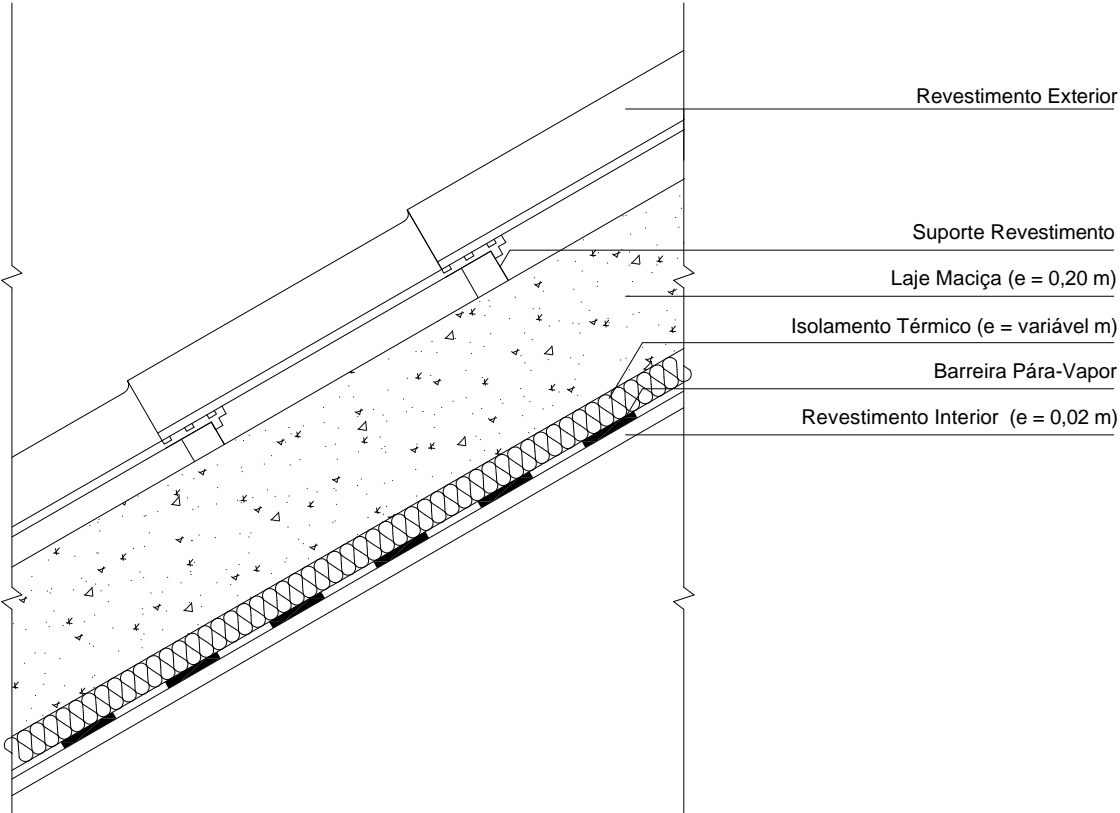 Revestimento Exterior
Suporte Revestimento
Laje Maciça (e = 0,20 m)
Isolamento Térmico (e = variável m)
Barreira Pára-Vapor
Revestimento Interior (e = 0,02 m)